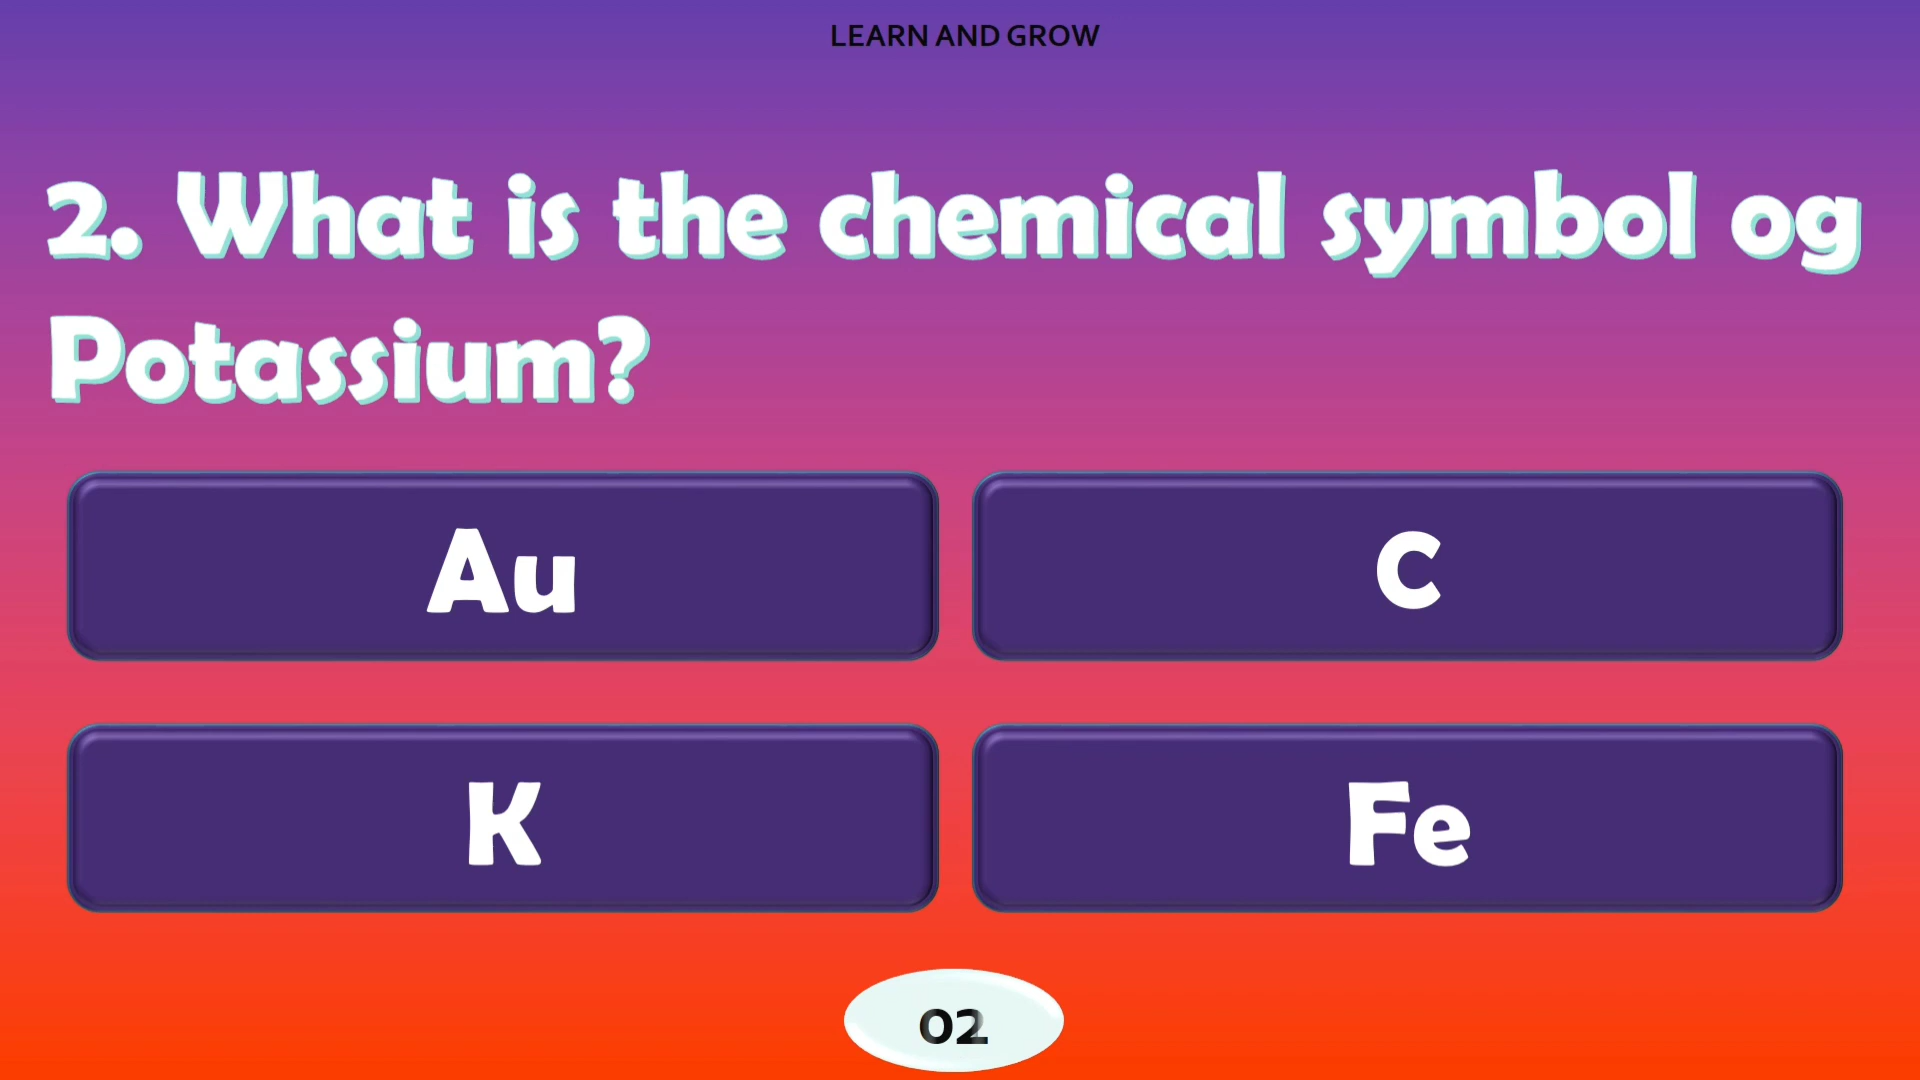 LEARN AND GROW
2. What is the chemical symbol og
Potassium?
Au
C
K
Fe
02